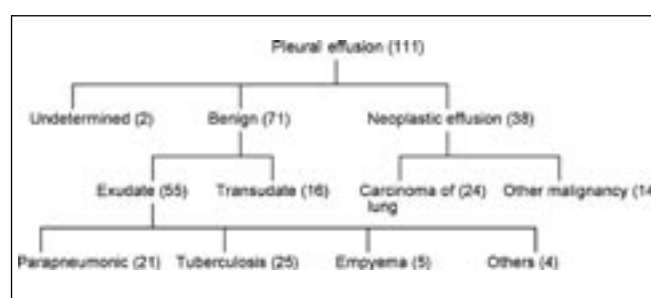 Pleural effusion (111)
Undetermined (2) Benign (71) Neoplastic effusion (38)
Exudate (55) Transudate (16) Carcinoma of (24) Other malignancy (14
lung
Parapneumonic (21) Tuberculosis (25) Empyema (5) Others (4)